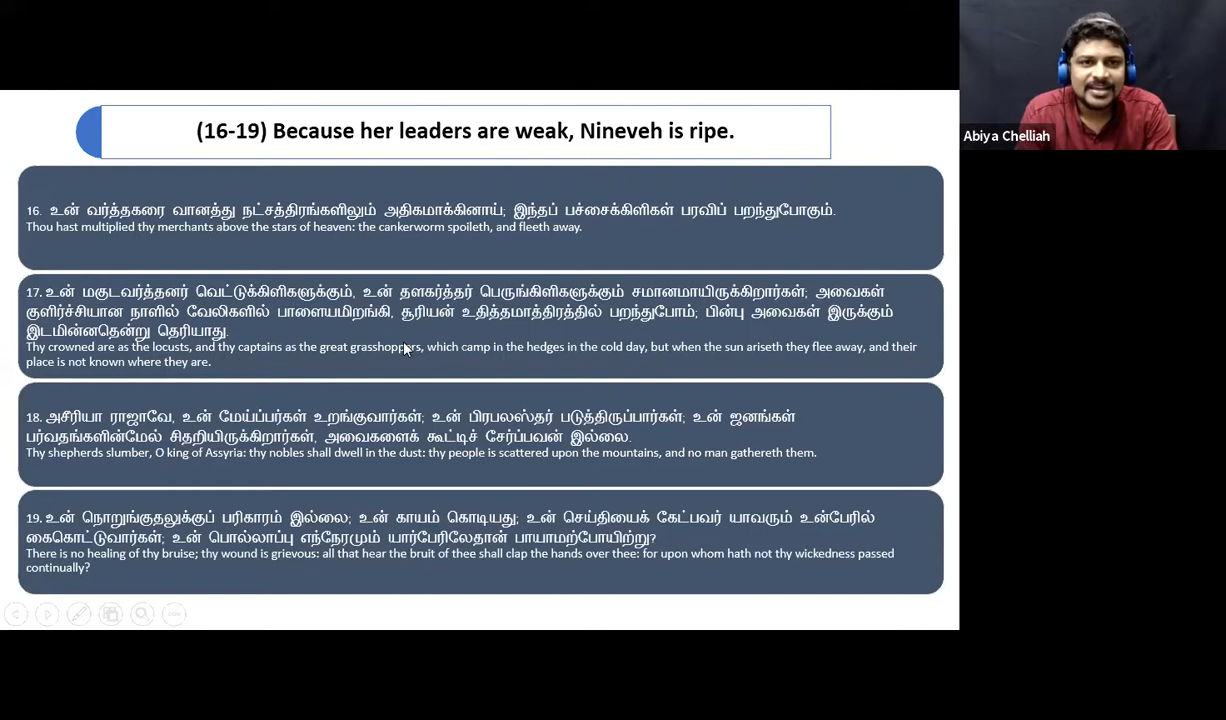 (16-19) Because her leaders are weak, Nineveh is ripe.
Abiya Chelliah
16. உன் வர்த்தகரை வானத்து நட்சத்திரங்களிலும் அதிகமாக்கினாய்; இந்தப் பச்சைக்கிளிகள் பரவிப் பறந்துபோகும்.
Thou hast multiplied thy merchants above the stars of heaven: the cankerworm spoileth, and fleeth away.
17. உன் மகுடவர்த்தனர் வெட்டுக்கிளிகளுக்கும், உன் தளகர்த்தர் பெருங்கிளிகளுக்கும் சமானமாயிருக்கிறார்கள்; அவைகள்
குளிர்ச்சியான நாளில் வேலிகளில் பாளையமிறங்கி, சூரியன் உதித்தமாத்திரத்தில் பறந்துபோம்; பின்பு அவைகள் இருக்கும்
இடமின்னதென்று தெரியாது.
Thy crowned are as the locusts, and thy captains as the great grasshoppers, which camp in the hedges in the cold day, but when the sun ariseth they flee away, and their
place is not known where they are.
18. அசீரியா ராஜாவே, உன் மேய்ப்பர்கள் உறங்குவார்கள்; உன் பிரபலஸ்தர் படுத்திருப்பார்கள்; உன் ஜனங்கள்
பர்வதங்களின்மேல் சிதறியிருக்கிறார்கள், அவைகளைக் கூட்டிச் சேர்ப்பவன் இல்லை.
Thy shepherds slumber, O king of Assyria: thy nobles shall dwell in the dust: thy people is scattered upon the mountains, and no man gathereth them.
19. உன் நொறுங்குதலுக்குப் பரிகாரம் இல்லை; உன் காயம் கொடியது; உன் செய்தியைக் கேட்பவர் யாவரும் உன்பேரில்
கைகொட்டுவார்கள்; உன் பொல்லாப்பு எந்நேரமும் யார்பேரிலேதான் பாயாமற்போயிற்று?
There is no healing of thy bruise; thy wound is grievous: all that hear the bruit of thee shall clap the hands over thee: for upon whom hath not thy wickedness passed
continually?